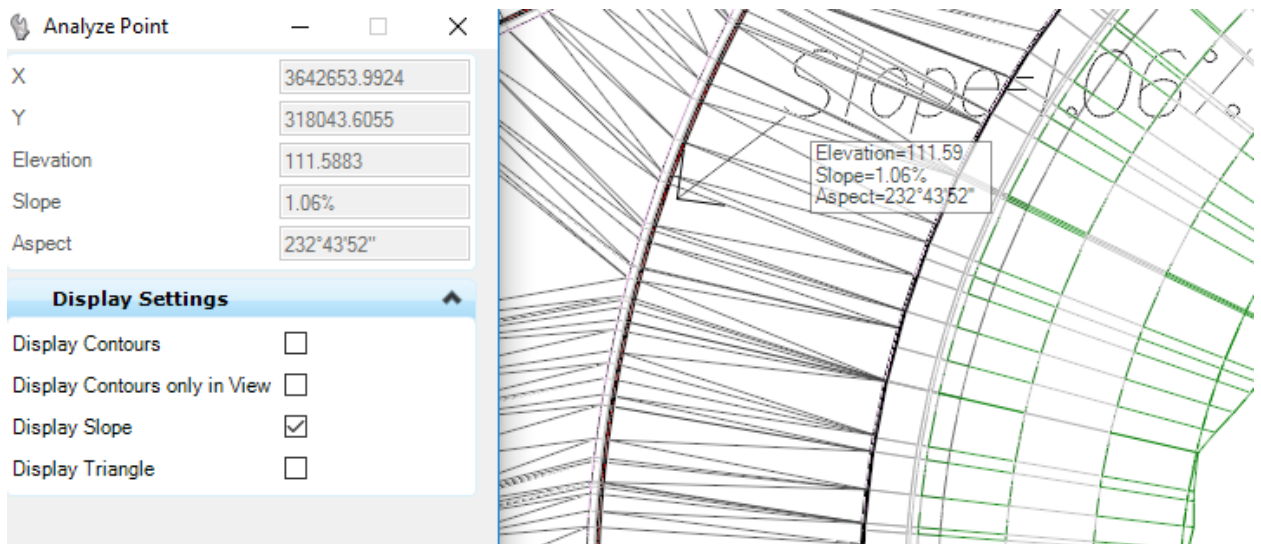 Analyze Point
X 3642653.9924
Y 318043.6055
Elevation 111.5883
Slope 1.06%
Aspect 232°43'52"
Display Settings
Display Contours
Display Contours only in View
Display Slope
Display Triangle
Slope=1.06%
Elevation=111.59
Slope=1.06%
Aspect=232°43'52"